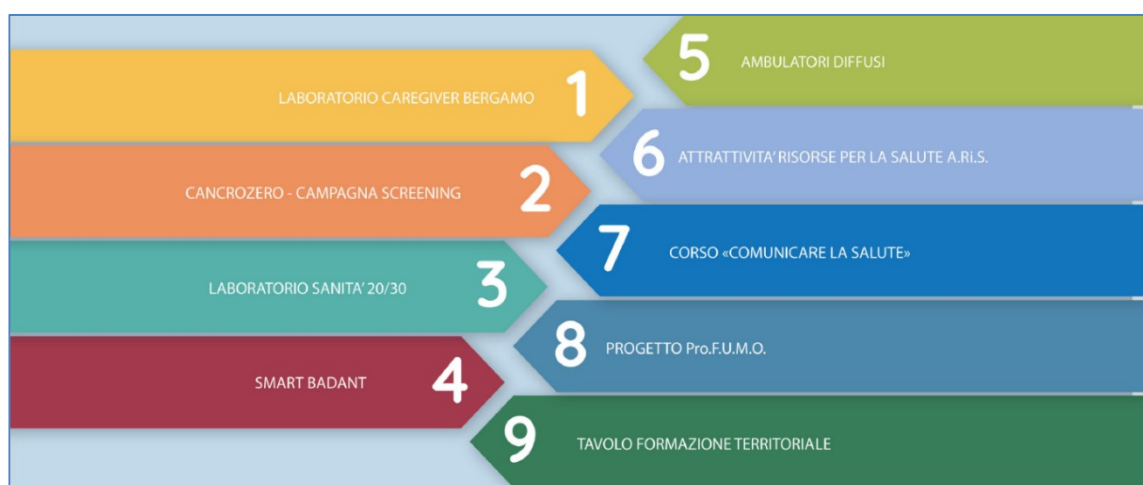 1
LABORATORIO CAREGIVER BERGAMO
2
CANCROZERO - CAMPAGNA SCREENING
3
LABORATORIO SANITA' 20/30
4
SMART BADANT
5
AMBULATORI DIFFUSI
6
ATTRATTIVITA' RISORSE PER LA SALUTE A.Ri.S.
7
CORSO «COMUNICARE LA SALUTE»
8
PROGETTO Pro.F.U.M.O.
9
TAVOLO FORMAZIONE TERRITORIALE